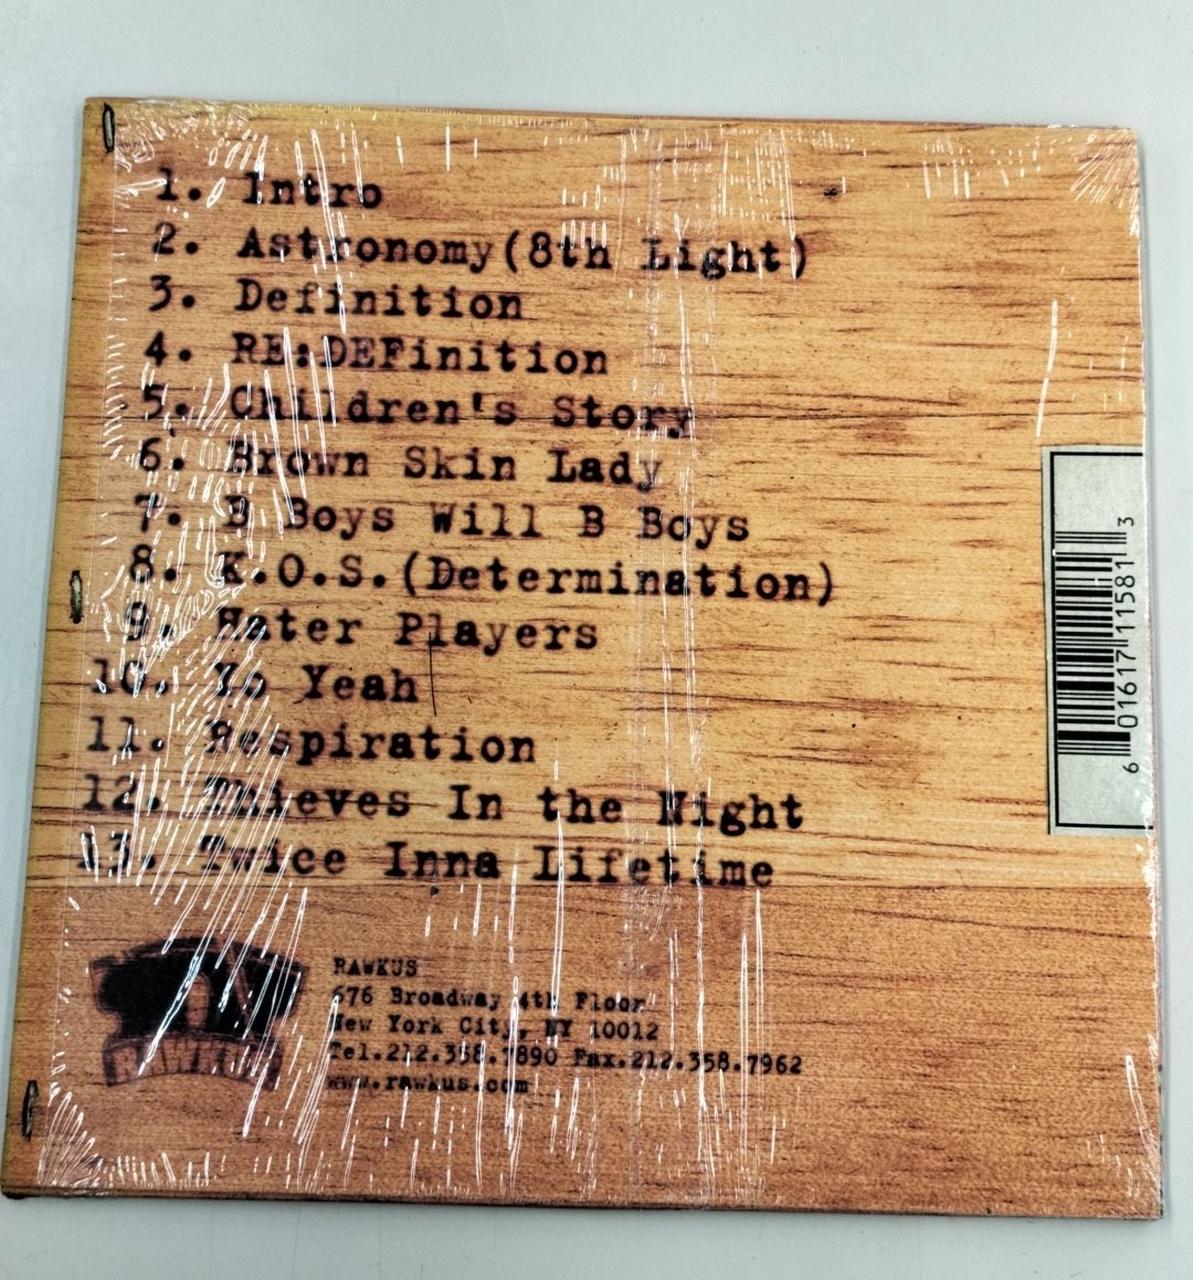 1. Intro
2. Astronomy(8th Light)
3. Definition
4. RE:DEFinition
5. Children's Story
6. Brown Skin Lady
7. B Boys Will B Boys
8. K.O.S.(Determination)
9. Hater Players
10. Yo Yeah
11. Respiration
12. Thieves In the Night
13. Twice Inna Lifetime
RAWKUS
RAWKUS
676 Broadway 4th Floor
New York City, NY 10012
Tel.212.358.7890 Fax.212.358.7962
www.rawkus.com
6 01617 11581 3